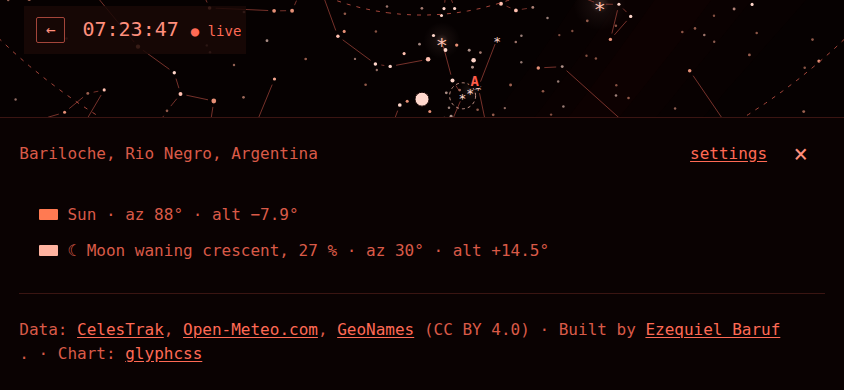 ← 07:23:47 ● live
A
Bariloche, Rio Negro, Argentina
settings ×
Sun · az 88° · alt −7.9°
☾ Moon waning crescent, 27 % · az 30° · alt +14.5°
Data: CelesTrak, Open-Meteo.com, GeoNames (CC BY 4.0) · Built by Ezequiel Baruf
. · Chart: glyphcss